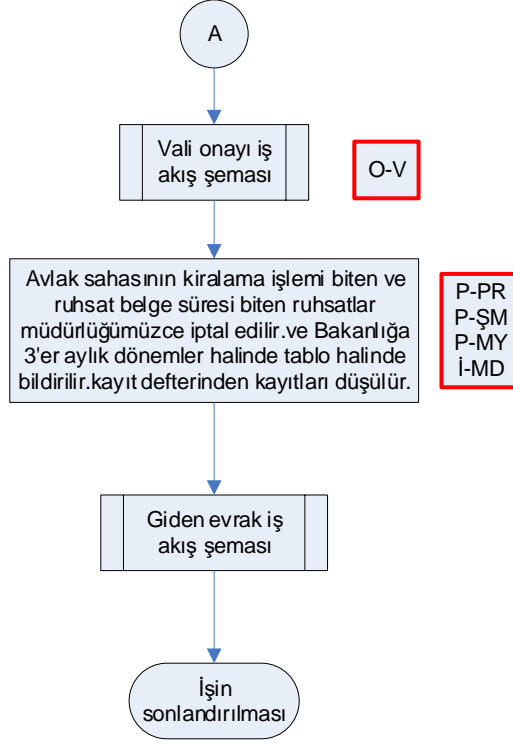 A
Vali onayı iş
akış şeması
O-V
Avlak sahasının kiralama işlemi biten ve
ruhsat belge süresi biten ruhsatlar
müdürlüğümüzce iptal edilir.ve Bakanlığa
3'er aylık dönemler halinde tablo halinde
bildirilir.kayıt defterinden kayıtları düşülür.
P-PR
P-ŞM
P-MY
İ-MD
Giden evrak iş
akış şeması
İşin
sonlandırılması